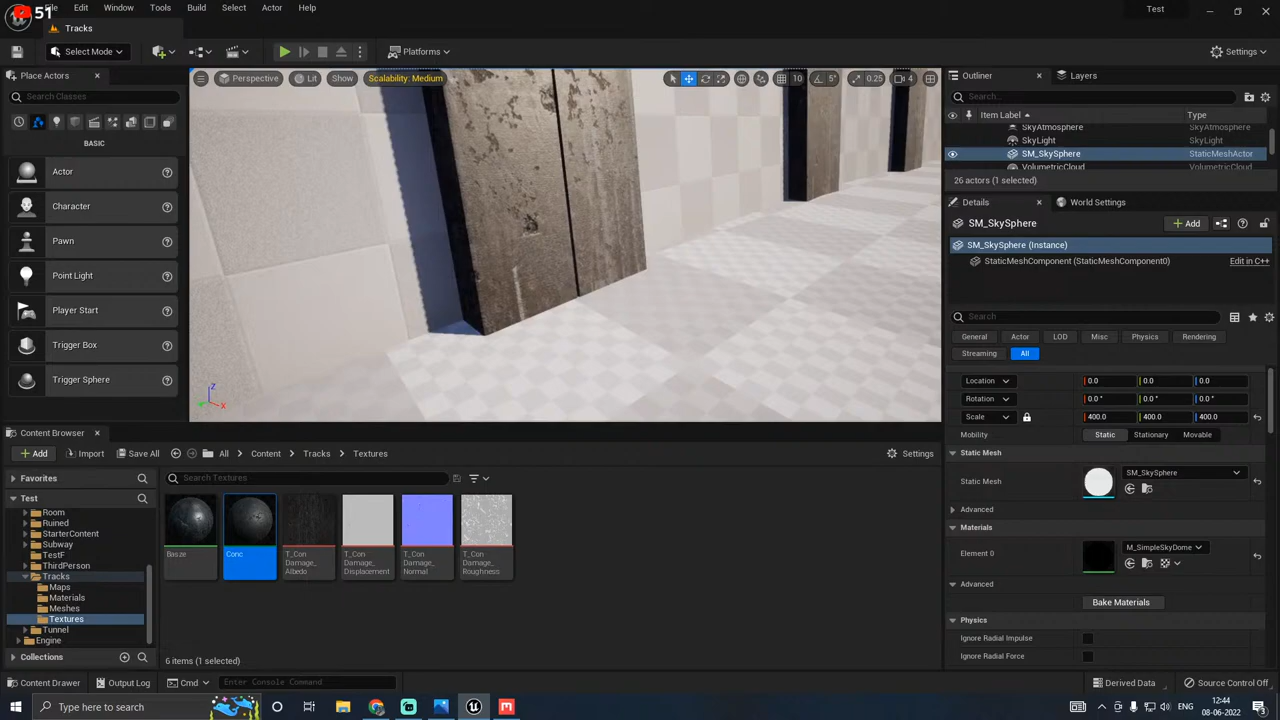 51
Edit Window Tools Build Select Actor Help
Test
Tracks
Select Mode
Platforms
Settings
Place Actors
Search Classes
BASIC
Actor
Character
Pawn
Point Light
Player Start
Trigger Box
Trigger Sphere
Perspective Lit Show Scalability: Medium
10 5° 0.25 4
Z
X
Outliner Layers
Search...
Item Label Type
SkyAtmosphere SkyAtmosphere
SkyLight SkyLight
SM_SkySphere StaticMeshActor
VolumetricCloud VolumetricCloud
26 actors (1 selected)
Details World Settings
SM_SkySphere
Add
SM_SkySphere (Instance)
StaticMeshComponent (StaticMeshComponent0) Edit in C++
Search
General Actor LOD Misc Physics Rendering
Streaming All
Location 0.0 0.0 0.0
Rotation 0.0° 0.0° 0.0°
Scale 400.0 400.0 400.0
Mobility Static Stationary Movable
Static Mesh
Static Mesh SM_SkySphere
Advanced
Materials
Element 0 M_SimpleSkyDome
Advanced
Bake Materials
Physics
Ignore Radial Impulse
Ignore Radial Force
Content Browser
Add Import Save All All Content Tracks Textures Settings
Favorites
Test
Room
Ruined
StarterContent
Subway
TestF
ThirdPerson
Tracks
Maps
Materials
Meshes
Textures
Tunnel
Engine
Collections
Search Textures
Basze
Conc
T_Con
Damage_
Albedo
T_Con
Damage_
Displacement
T_Con
Damage_
Normal
T_Con
Damage_
Roughness
6 items (1 selected)
Content Drawer Output Log Cmd Enter Console Command
Derived Data Source Control Off
Type here to search
ENG
12:44
08-06-2022
3